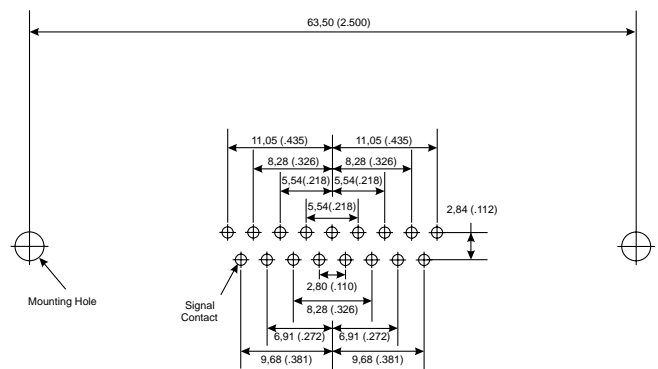 63,50 (2.500)
11,05 (.435) 11,05 (.435)
8,28 (.326) 8,28 (.326)
5,54(.218) 5,54(.218)
5,54(.218)
2,84 (.112)
Mounting Hole
Signal
Contact
2,80 (.110)
8,28 (.326)
6,91 (.272) 6,91 (.272)
9,68 (.381) 9,68 (.381)